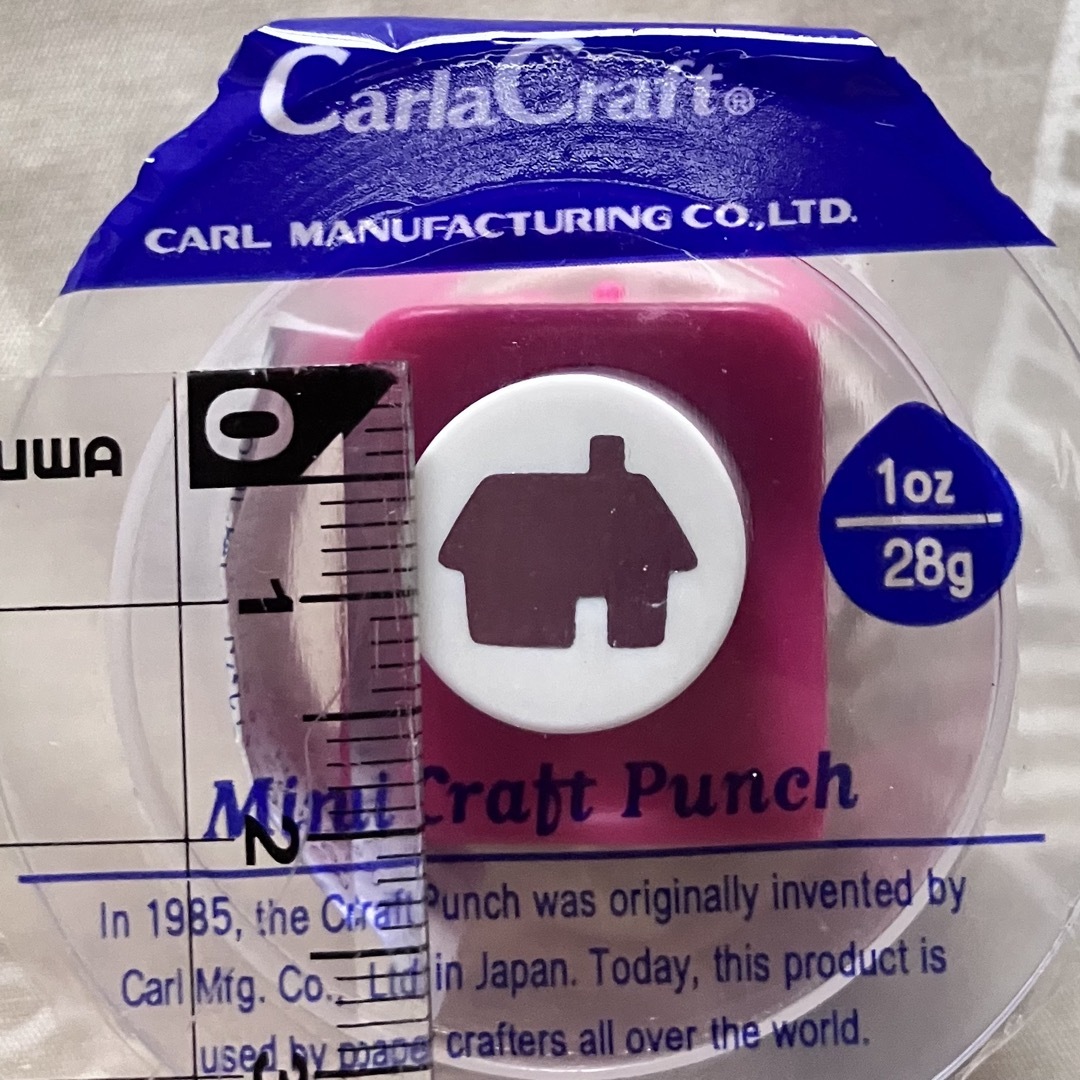 CarlaCraft®
CARL MANUFACTURING CO.,LTD.
0
UWA
1oz
28g
1
Mini Craft Punch
2
In 1985, the Craft Punch was originally invented by
Carl Mfg. Co., Ltd in Japan. Today, this product is
used by paper crafters all over the world.
3